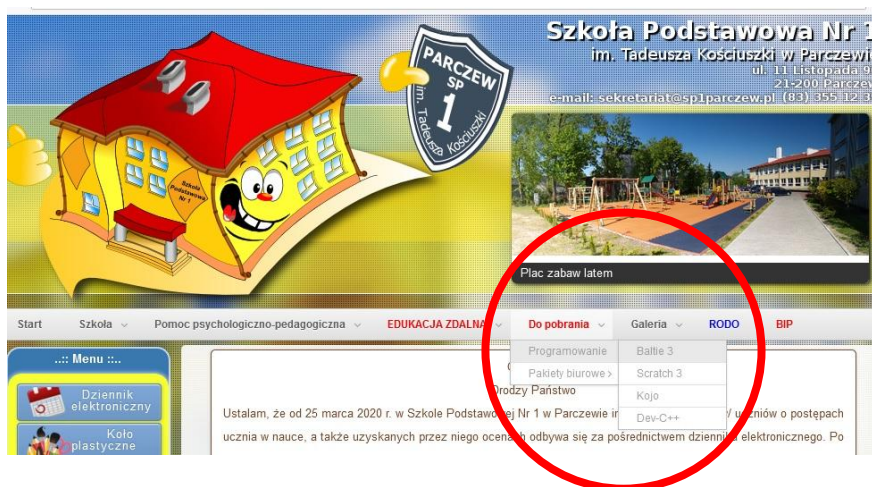 Szkoła Podstawowa Nr 1
im. Tadeusza Kościuszki w Parczewi
ul. 11 Listopada 9
21-200 Parczew
e-mail: sekretariat@sp1parczew.pl (83) 355 12 3
PARCZEW
SP
1
im. Tadeusza Kościuszki
Szkoła
Podstawowa
Nr 1
Plac zabaw latem
Start Szkoła Pomoc psychologiczno-pedagogiczna EDUKACJA ZDALNA Do pobrania Galeria RODO BIP
Programowanie
Pakiety biurowe >
Baltie 3
Scratch 3
Kojo
Dev-C++
..:: Menu ::..
Dziennik
elektroniczny
Koło
plastyczne
Drodzy Państwo
Ustalam, że od 25 marca 2020 r. w Szkole Podstawowej Nr 1 w Parczewie / uczniów o postępach
ucznia w nauce, a także uzyskanych przez niego ocenach odbywa się za pośrednictwem dziennika elektronicznego. Po